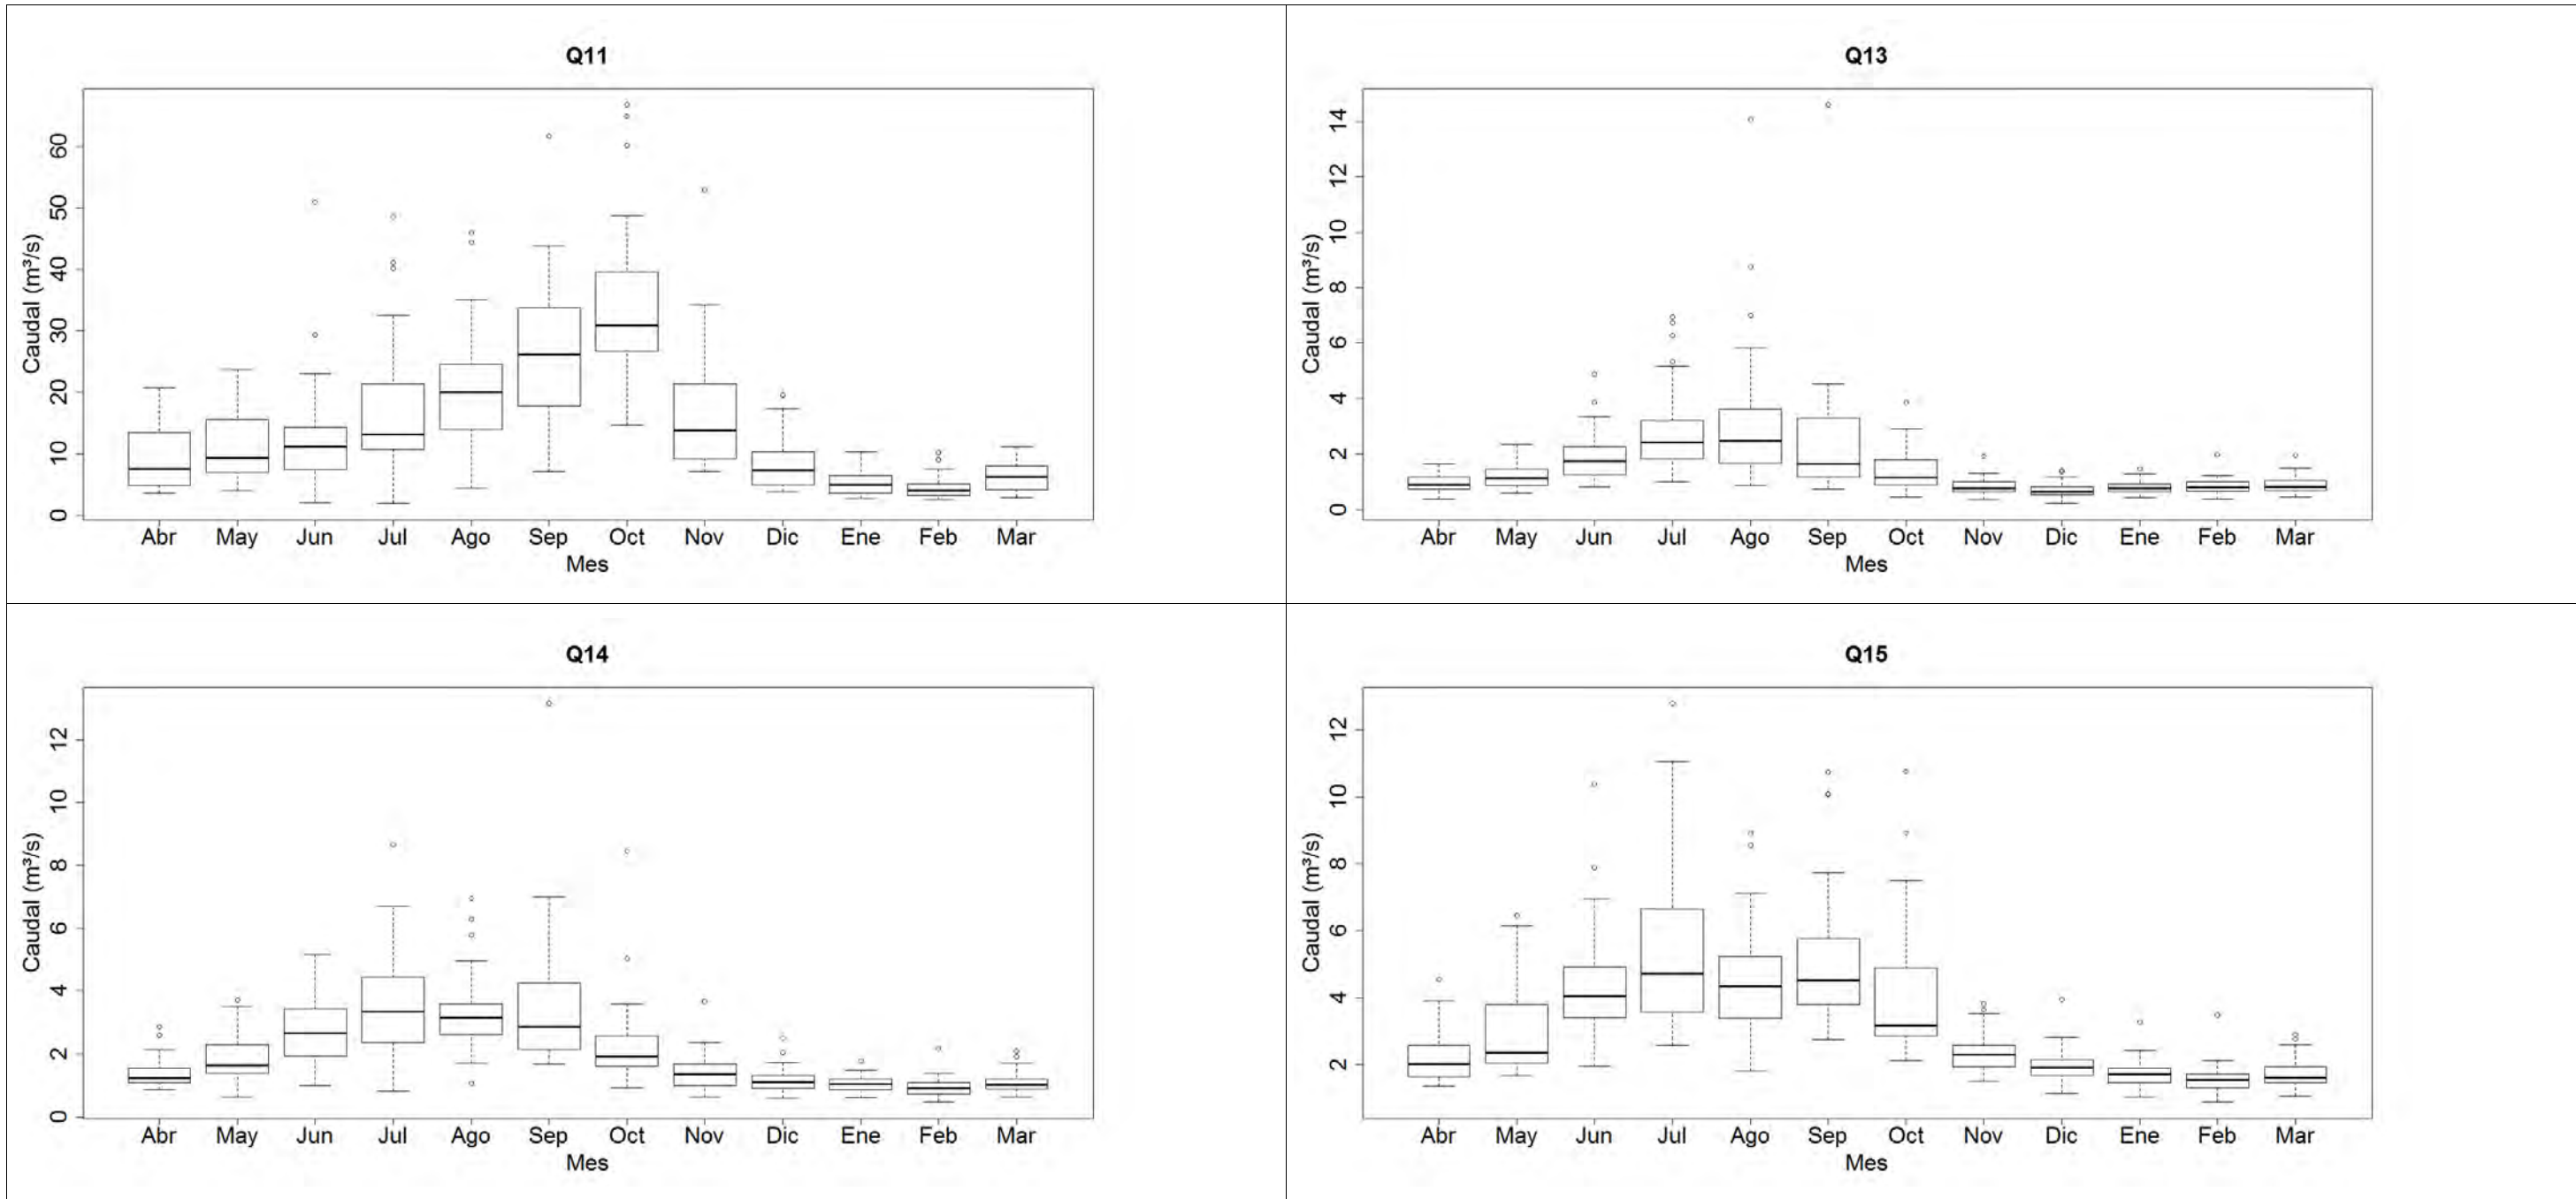 Q11
Caudal (m³/s)
0 10 20 30 40 50 60
Abr May Jun Jul Ago Sep Oct Nov Dic Ene Feb Mar
Mes
Q13
Caudal (m³/s)
0 2 4 6 8 10 12 14
Abr May Jun Jul Ago Sep Oct Nov Dic Ene Feb Mar
Mes
Q14
Caudal (m³/s)
0 2 4 6 8 10 12
Abr May Jun Jul Ago Sep Oct Nov Dic Ene Feb Mar
Mes
Q15
Caudal (m³/s)
2 4 6 8 10 12
Abr May Jun Jul Ago Sep Oct Nov Dic Ene Feb Mar
Mes